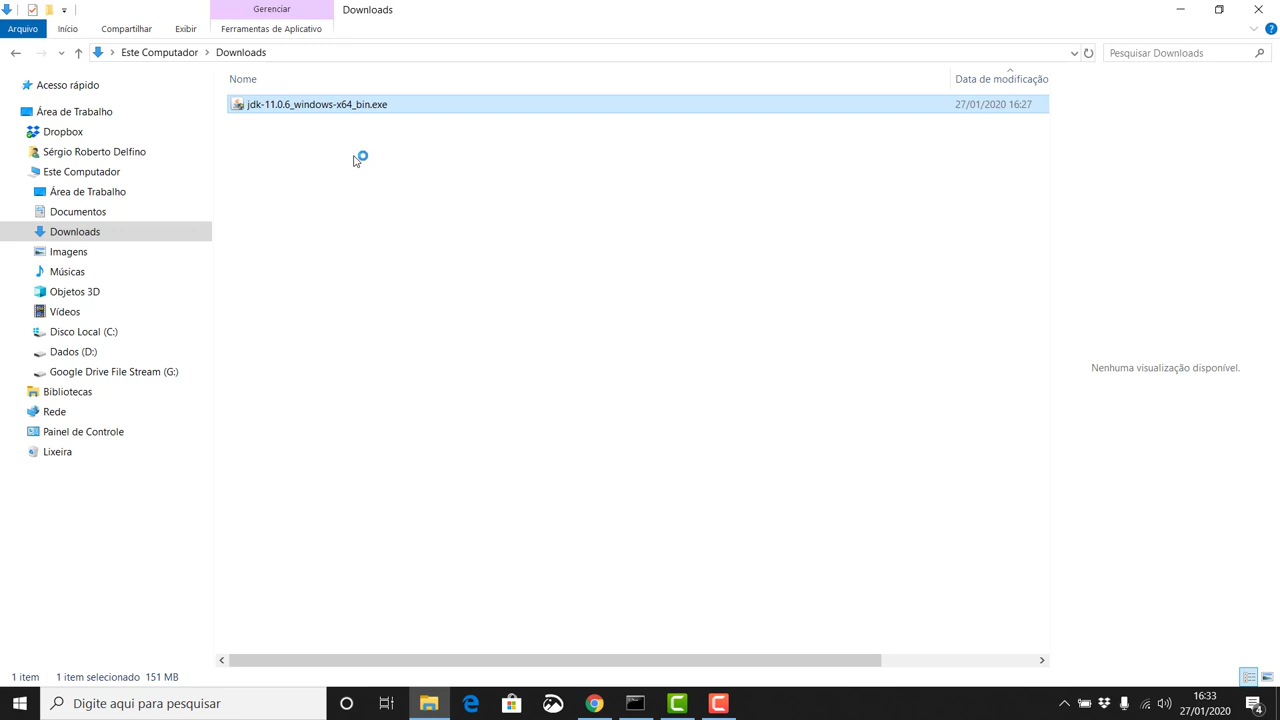 Gerenciar
Downloads
Arquivo
Início
Compartilhar
Exibir
Ferramentas de Aplicativo
Este Computador
Downloads
Pesquisar Downloads
Nome
Data de modificação
Acesso rápido
jdk-11.0.6_windows-x64_bin.exe
27/01/2020 16:27
Área de Trabalho
Dropbox
Sérgio Roberto Delfino
Este Computador
Área de Trabalho
Documentos
Downloads
Imagens
Músicas
Objetos 3D
Vídeos
Disco Local (C:)
Dados (D:)
Google Drive File Stream (G:)
Bibliotecas
Rede
Painel de Controle
Lixeira
Nenhuma visualização disponível.
1 item
1 item selecionado 151 MB
Digite aqui para pesquisar
16:33
27/01/2020
4